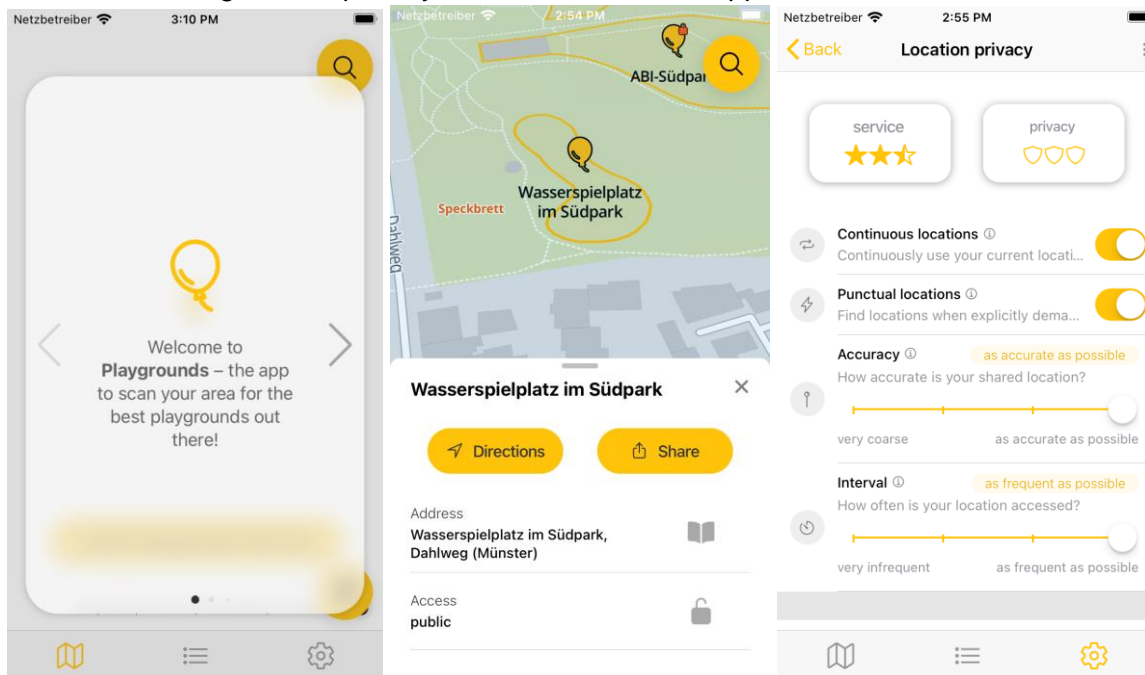 Netzbetreiber 3:10 PM
Welcome to
Playgrounds – the app
to scan your area for the
best playgrounds out
there!
Netzbetreiber 2:54 PM
ABI-Südpar
Wasserspielplatz
im Südpark
Speckbrett
Dahlweg
Wasserspielplatz im Südpark
Directions
Share
Address
Wasserspielplatz im Südpark,
Dahlweg (Münster)
Access
public
Netzbetreiber 2:55 PM
Back Location privacy
service
privacy
Continuous locations
Continuously use your current locati...
Punctual locations
Find locations when explicitly dema...
Accuracy as accurate as possible
How accurate is your shared location?
very coarse as accurate as possible
Interval as frequent as possible
How often is your location accessed?
very infrequent as frequent as possible